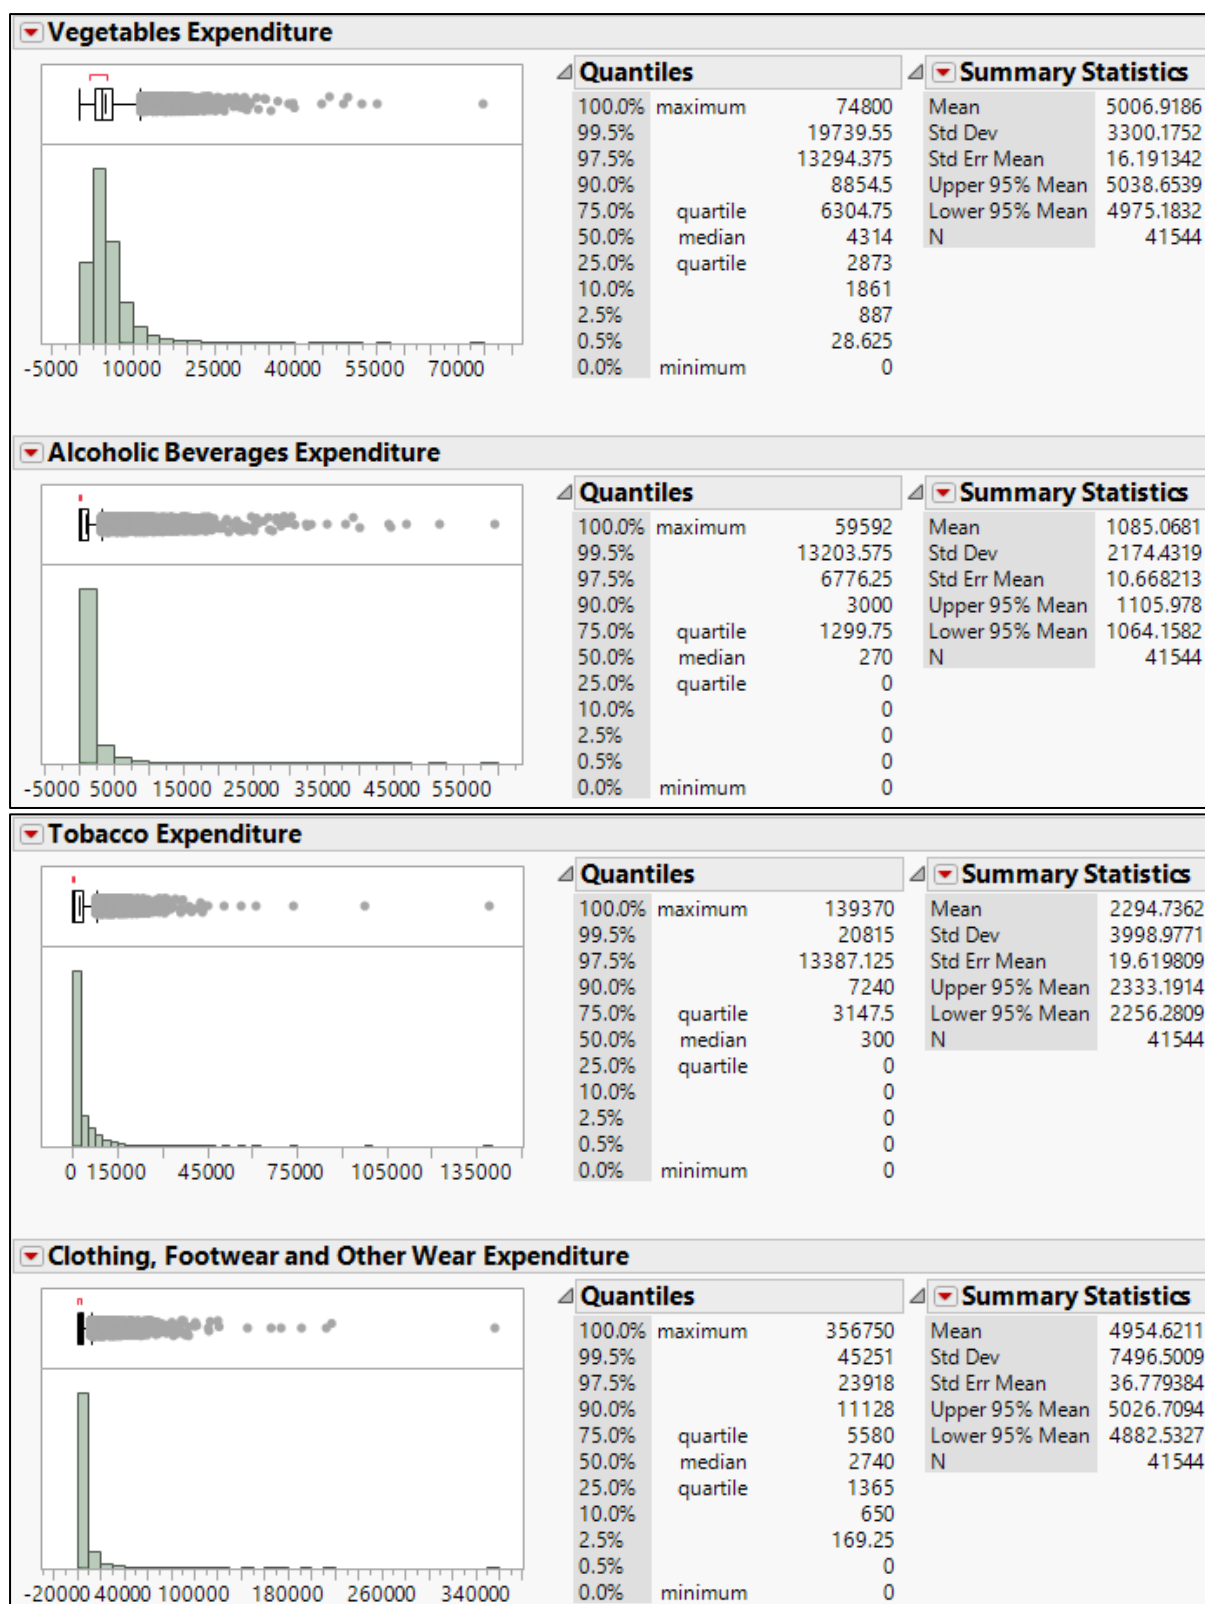 Vegetables Expenditure
Quantiles
100.0% maximum 74800
99.5% 19739.55
97.5% 13294.375
90.0% 8854.5
75.0% quartile 6304.75
50.0% median 4314
25.0% quartile 2873
10.0% 1861
2.5% 887
0.5% 28.625
0.0% minimum 0
Summary Statistics
Mean 5006.9186
Std Dev 3300.1752
Std Err Mean 16.191342
Upper 95% Mean 5038.6539
Lower 95% Mean 4975.1832
N 41544
-5000 10000 25000 40000 55000 70000
Alcoholic Beverages Expenditure
Quantiles
100.0% maximum 59592
99.5% 13203.575
97.5% 6776.25
90.0% 3000
75.0% quartile 1299.75
50.0% median 270
25.0% quartile 0
10.0% 0
2.5% 0
0.5% 0
0.0% minimum 0
Summary Statistics
Mean 1085.0681
Std Dev 2174.4319
Std Err Mean 10.668213
Upper 95% Mean 1105.978
Lower 95% Mean 1064.1582
N 41544
-5000 5000 15000 25000 35000 45000 55000
Tobacco Expenditure
Quantiles
100.0% maximum 139370
99.5% 20815
97.5% 13387.125
90.0% 7240
75.0% quartile 3147.5
50.0% median 300
25.0% quartile 0
10.0% 0
2.5% 0
0.5% 0
0.0% minimum 0
Summary Statistics
Mean 2294.7362
Std Dev 3998.9771
Std Err Mean 19.619809
Upper 95% Mean 2333.1914
Lower 95% Mean 2256.2809
N 41544
0 15000 45000 75000 105000 135000
Clothing, Footwear and Other Wear Expenditure
Quantiles
100.0% maximum 356750
99.5% 45251
97.5% 23918
90.0% 11128
75.0% quartile 5580
50.0% median 2740
25.0% quartile 1365
10.0% 650
2.5% 169.25
0.5% 0
0.0% minimum 0
Summary Statistics
Mean 4954.6211
Std Dev 7496.5009
Std Err Mean 36.779384
Upper 95% Mean 5026.7094
Lower 95% Mean 4882.5327
N 41544
-20000 40000 100000 180000 260000 340000